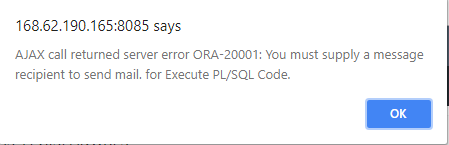 168.62.190.165:8085 says
AJAX call returned server error ORA-20001: You must supply a message
recipient to send mail. for Execute PL/SQL Code.
OK